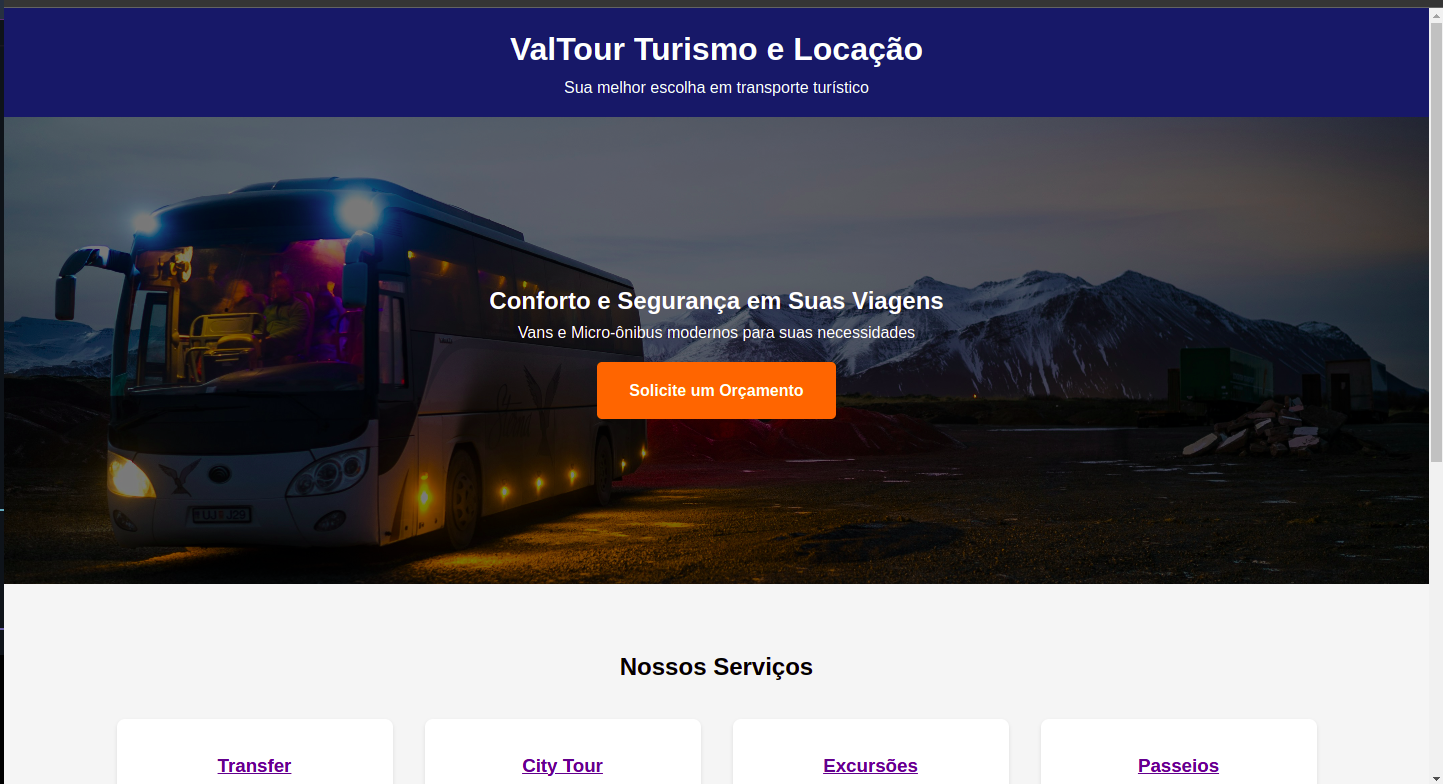 ValTour Turismo e Locação
Sua melhor escolha em transporte turístico
Conforto e Segurança em Suas Viagens
Vans e Micro-ônibus modernos para suas necessidades
Solicite um Orçamento
Nossos Serviços
Transfer
City Tour
Excursões
Passeios